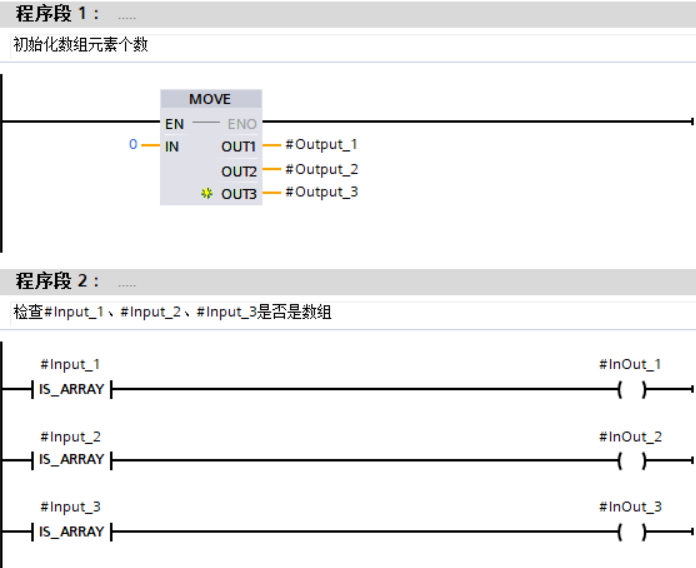 程序段 1： .....
初始化数组元素个数
MOVE
EN ENO
0 IN OUT1 #Output_1
OUT2 #Output_2
OUT3 #Output_3
程序段 2： .....
检查#Input_1、#Input_2、#Input_3是否是数组
#Input_1 #InOut_1
IS_ARRAY ( )
#Input_2 #InOut_2
IS_ARRAY ( )
#Input_3 #InOut_3
IS_ARRAY ( )